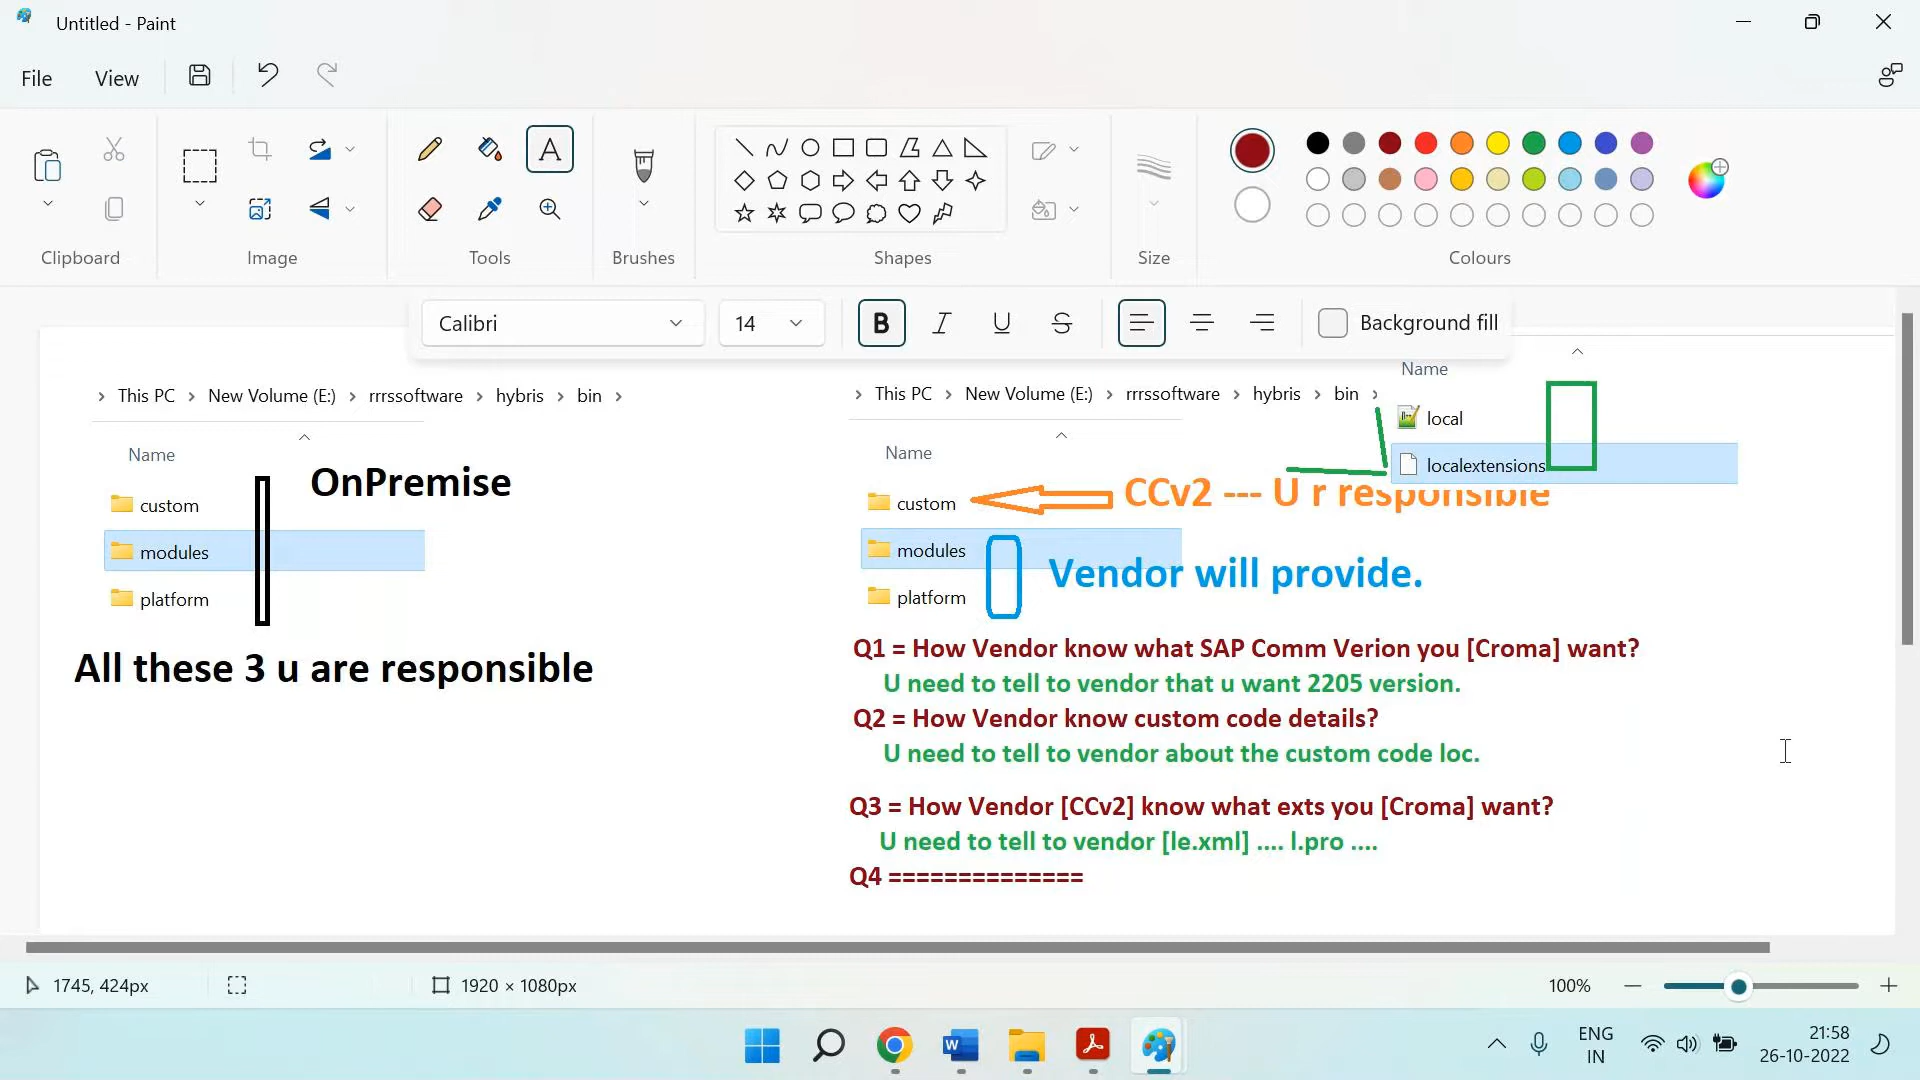 Untitled - Paint
File View
Clipboard
Image
Tools
Brushes
Shapes
Size
Colours
Calibri 14 B I U S Background fill
This PC New Volume (E:) rrrssoftware hybris bin
Name
OnPremise
custom
modules
platform
All these 3 u are responsible
This PC New Volume (E:) rrrssoftware hybris bin
Name
local
localextensions
Name
custom
CCv2 --- U r responsible
modules
Vendor will provide.
platform
Q1 = How Vendor know what SAP Comm Verion you [Croma] want?
U need to tell to vendor that u want 2205 version.
Q2 = How Vendor know custom code details?
U need to tell to vendor about the custom code loc.
Q3 = How Vendor [CCv2] know what exts you [Croma] want?
U need to tell to vendor [le.xml] .... l.pro ....
Q4 ==============
1745, 424px
1920 × 1080px
100%
ENG
IN
21:58
26-10-2022